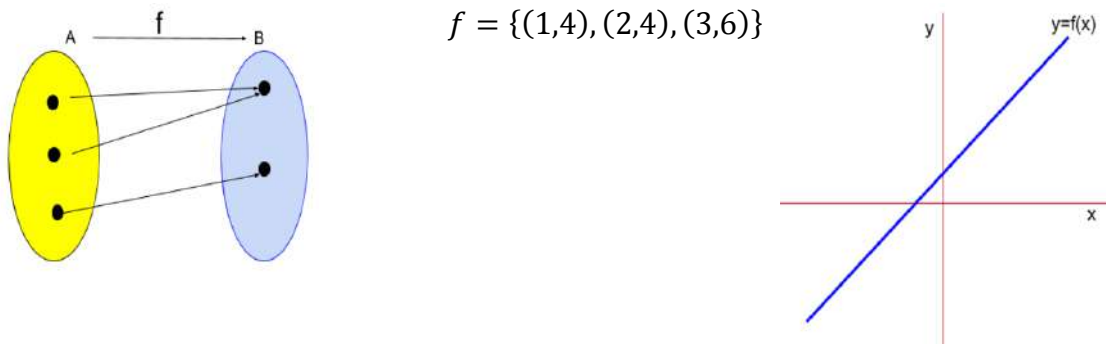 f
A B
f = {(1,4), (2,4), (3,6)}
y y=f(x)
x